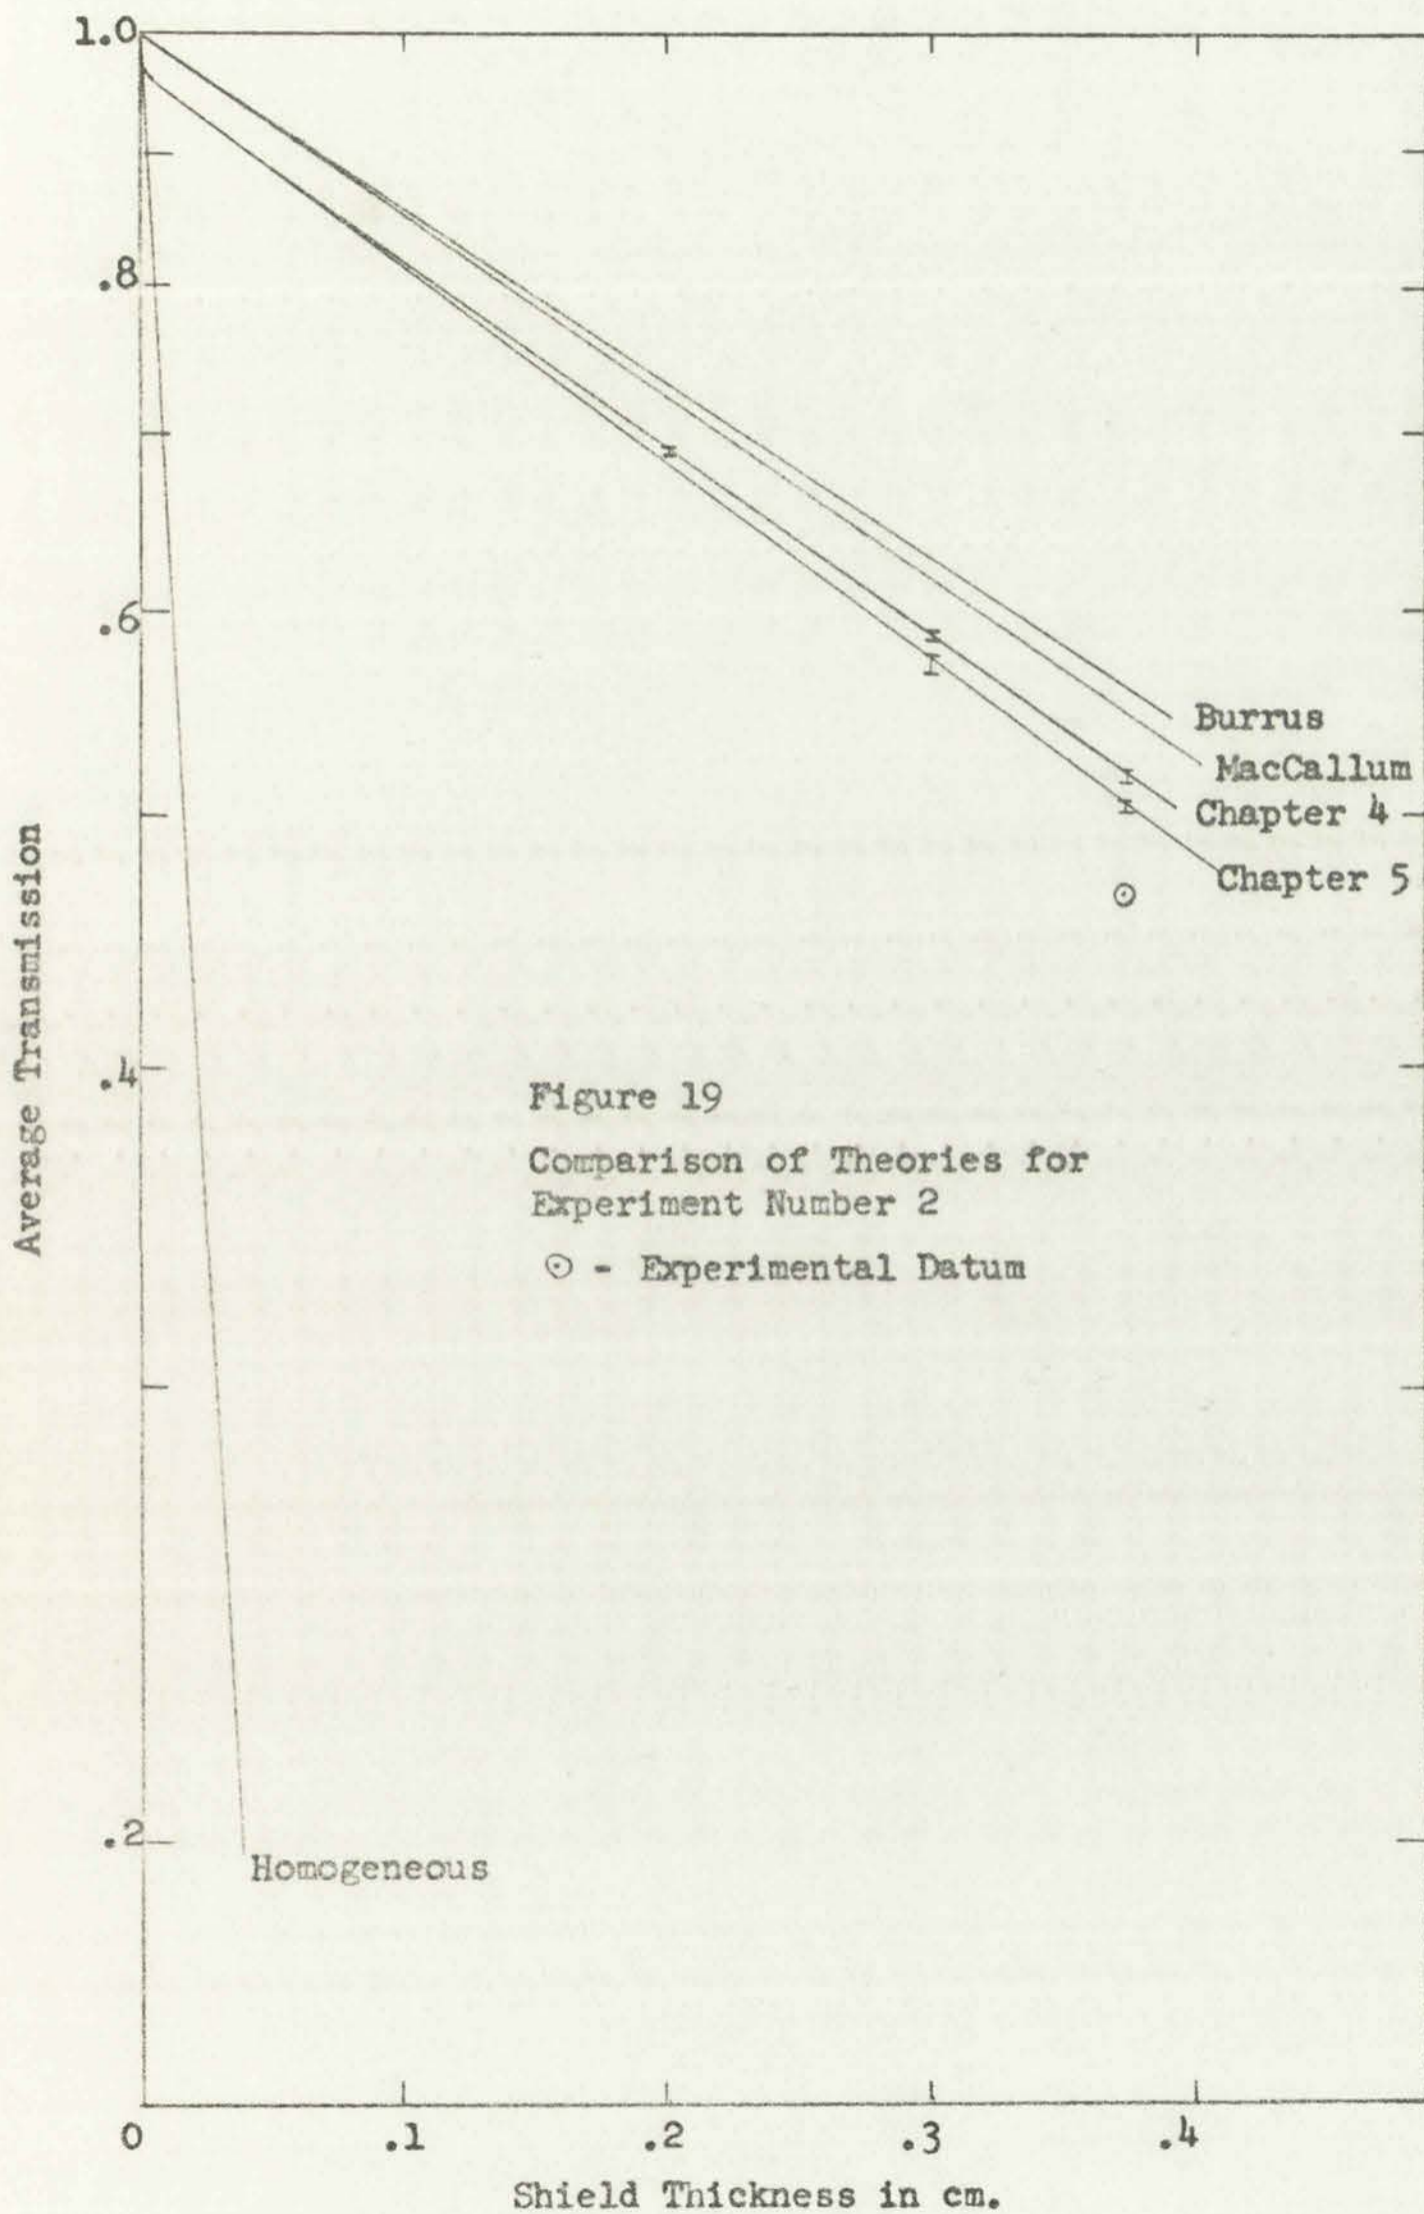 1.0
.8
.6
.4
.2
Average Transmission
Burrus
MacCallum
Chapter 4
Chapter 5
Figure 19
Comparison of Theories for
Experiment Number 2
⊙ - Experimental Datum
Homogeneous
0 .1 .2 .3 .4
Shield Thickness in cm.